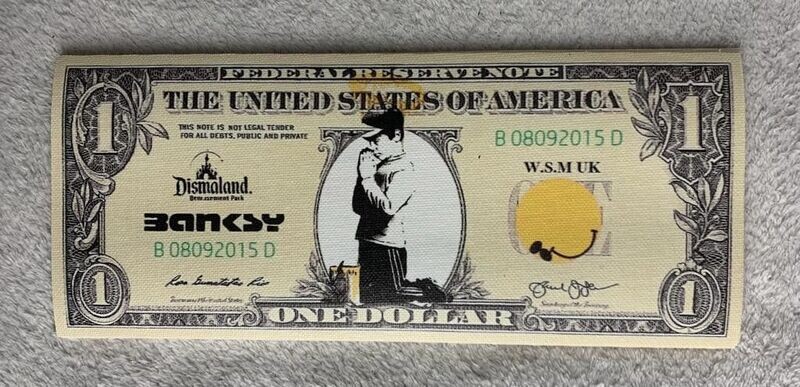 FEDERAL RESERVE NOTE
THE UNITED STATES OF AMERICA
1
1
THIS NOTE IS NOT LEGAL TENDER
FOR ALL DEBTS, PUBLIC AND PRIVATE
B 08092015 D
W.S.M UK
Dismaland.
Bemusement Park
BANKSY
B 08092015 D
ONE
1
1
ONE DOLLAR